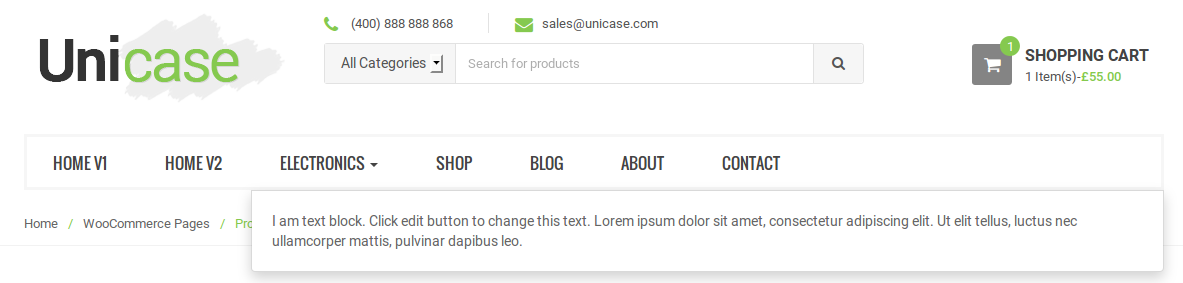 (400) 888 888 868
sales@unicase.com
Unicase
All Categories
Search for products
1
SHOPPING CART
1 Item(s)-£55.00
HOME V1 HOME V2 ELECTRONICS SHOP BLOG ABOUT CONTACT
Home / WooCommerce Pages /
I am text block. Click edit button to change this text. Lorem ipsum dolor sit amet, consectetur adipiscing elit. Ut elit tellus, luctus nec
ullamcorper mattis, pulvinar dapibus leo.